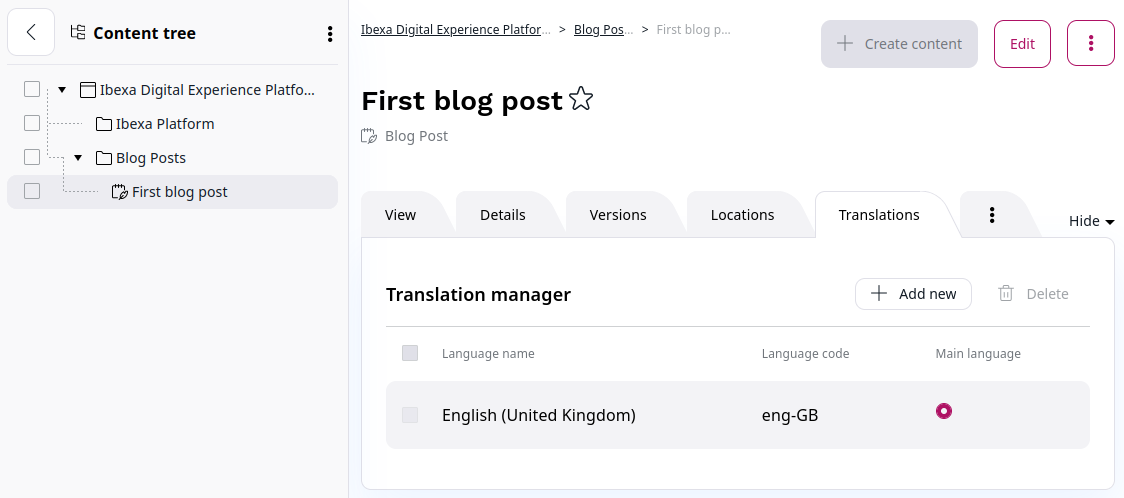 Content tree
Ibexa Digital Experience Platfo...
Ibexa Platform
Blog Posts
First blog post
Ibexa Digital Experience Platfor... > Blog Pos... > First blog p...
Create content
Edit
First blog post
Blog Post
View Details Versions Locations Translations
Hide
Translation manager
Add new Delete
Language name Language code Main language
English (United Kingdom) eng-GB